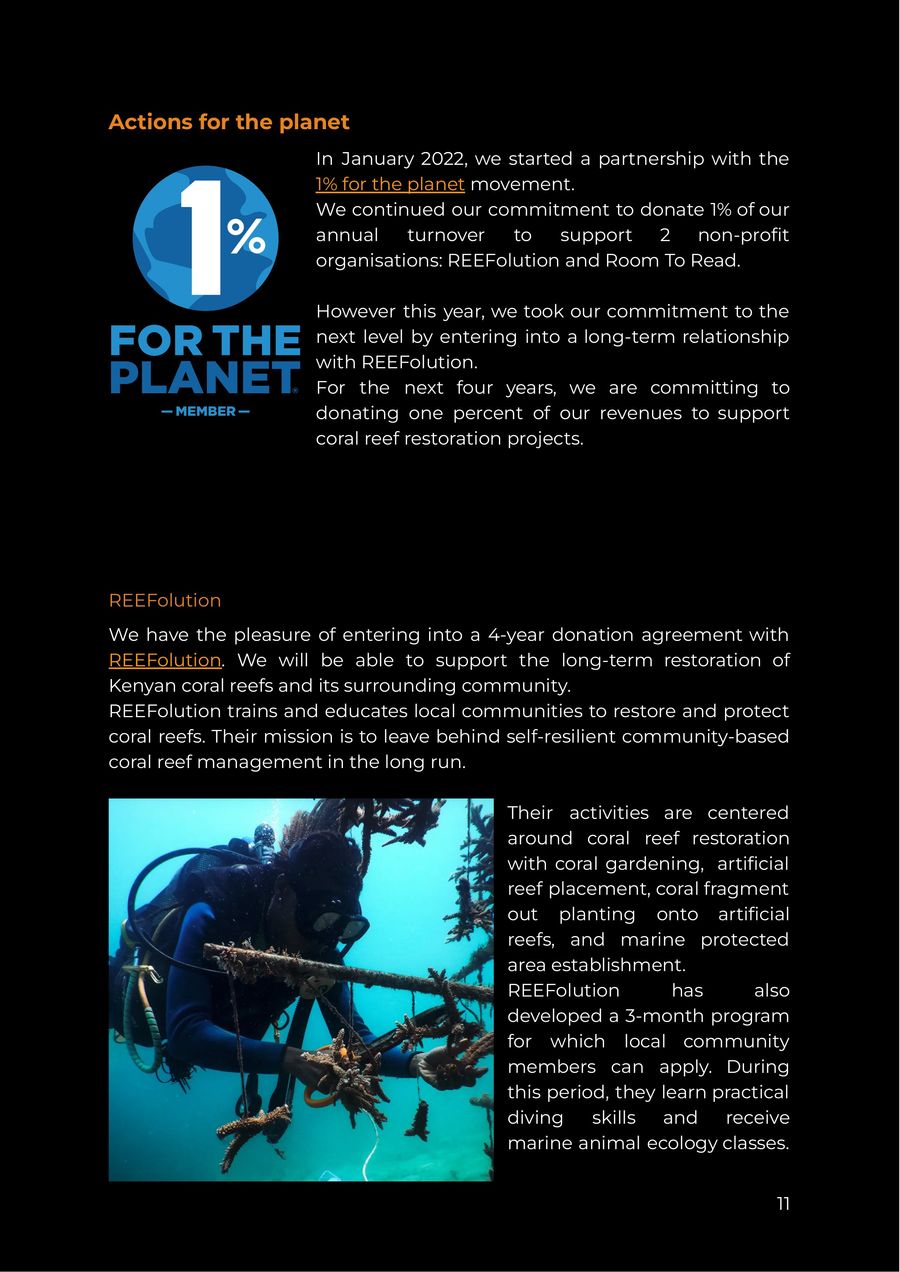 Actions for the planet
1%
FOR THE
PLANET
— MEMBER —
In January 2022, we started a partnership with the
1% for the planet movement.
We continued our commitment to donate 1% of our
annual turnover to support 2 non-profit
organisations: REEFolution and Room To Read.
However this year, we took our commitment to the
next level by entering into a long-term relationship
with REEFolution.
For the next four years, we are committing to
donating one percent of our revenues to support
coral reef restoration projects.
REEFolution
We have the pleasure of entering into a 4-year donation agreement with
REEFolution. We will be able to support the long-term restoration of
Kenyan coral reefs and its surrounding community.
REEFolution trains and educates local communities to restore and protect
coral reefs. Their mission is to leave behind self-resilient community-based
coral reef management in the long run.
Their activities are centered
around coral reef restoration
with coral gardening, artificial
reef placement, coral fragment
out planting onto artificial
reefs, and marine protected
area establishment.
REEFolution has also
developed a 3-month program
for which local community
members can apply. During
this period, they learn practical
diving skills and receive
marine animal ecology classes.
11